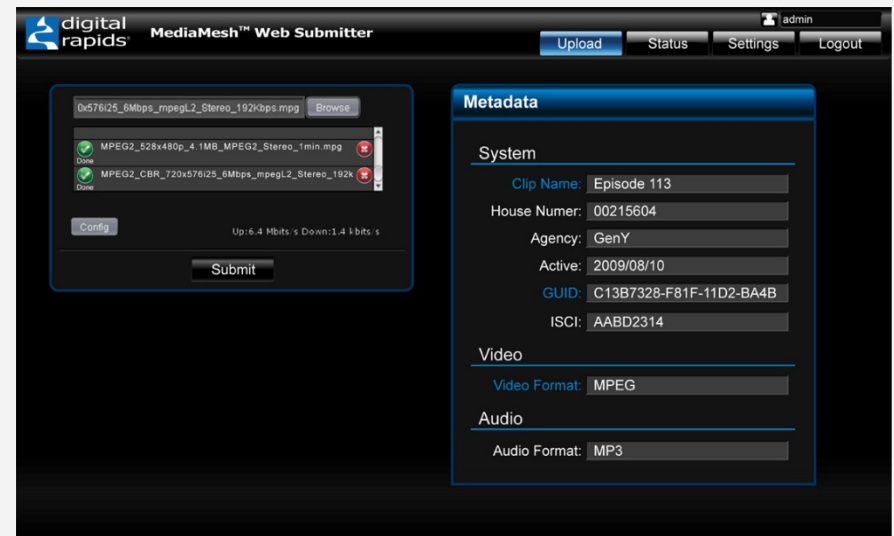 digital
rapids
MediaMesh™ Web Submitter
admin
Upload Status Settings Logout
0x576i25_6Mbps_mpegL2_Stereo_192Kbps.mpg Browse
MPEG2_528x480p_4.1MB_MPEG2_Stereo_1min.mpg
Done
MPEG2_CBR_720x576i25_6Mbps_mpegL2_Stereo_192k
Done
Config
Up:6.4 Mbits/s Down:1.4 kbits/s
Submit
Metadata
System
Clip Name: Episode 113
House Numer: 00215604
Agency: GenY
Active: 2009/08/10
GUID: C13B7328-F81F-11D2-BA4B
ISCI: AABD2314
Video
Video Format: MPEG
Audio
Audio Format: MP3